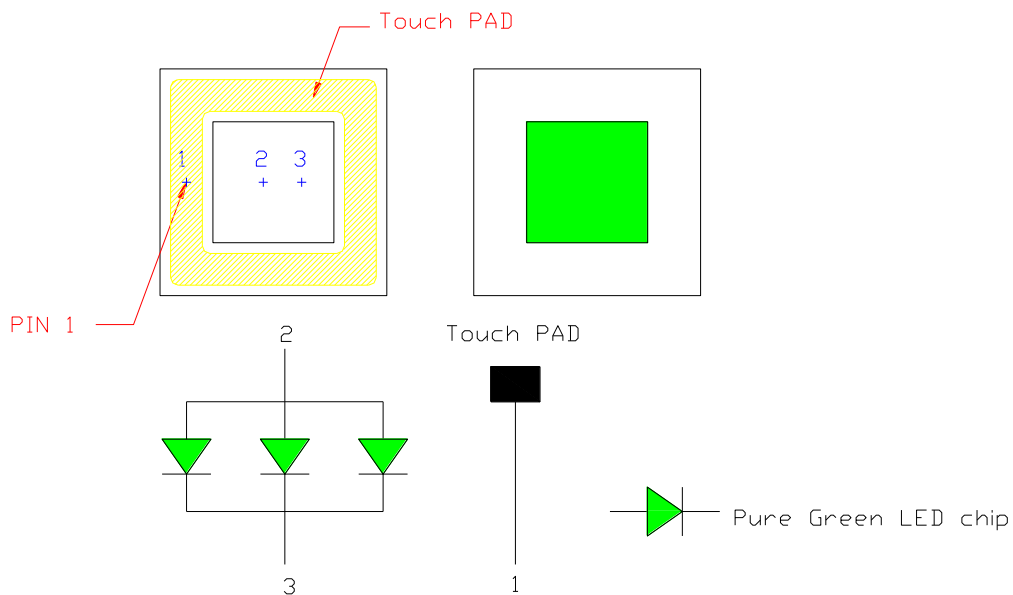 Touch PAD
1 2 3
PIN 1
2
Touch PAD
Pure Green LED chip
3
1